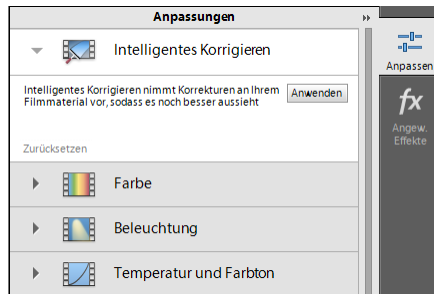 Anpassungen
Intelligentes Korrigieren
Intelligentes Korrigieren nimmt Korrekturen an Ihrem
Filmmaterial vor, sodass es noch besser aussieht
Anwenden
Zurücksetzen
Farbe
Beleuchtung
Temperatur und Farbton
Anpassen
fx
Angew.
Effekte